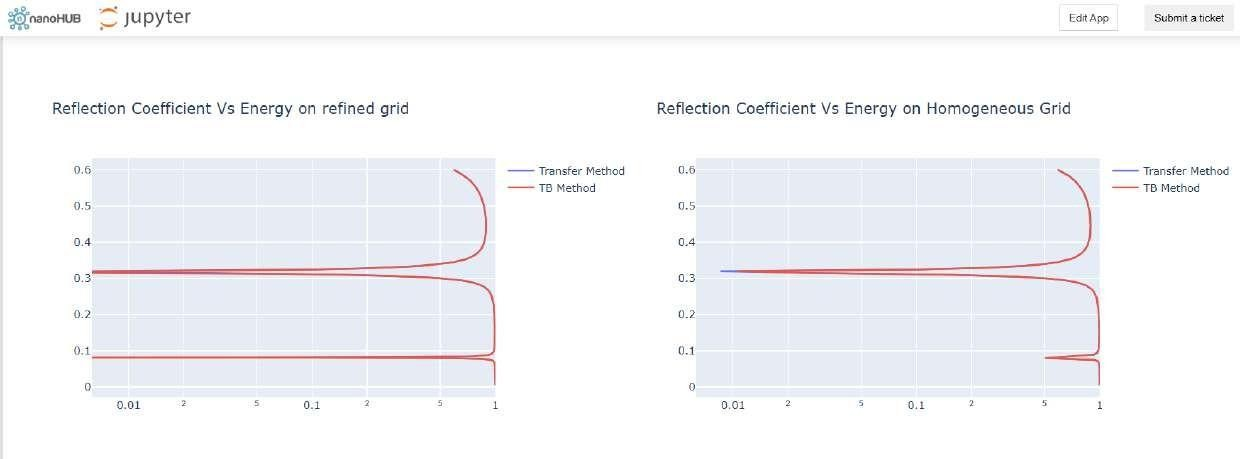 nanoHUB jupyter Edit App Submit a ticket
Reflection Coefficient Vs Energy on refined grid
0.6
0.5
0.4
0.3
0.2
0.1
0
0.01 2 5 0.1 2 5 1
Transfer Method
TB Method
Reflection Coefficient Vs Energy on Homogeneous Grid
0.6
0.5
0.4
0.3
0.2
0.1
0
0.01 2 5 0.1 2 5 1
Transfer Method
TB Method